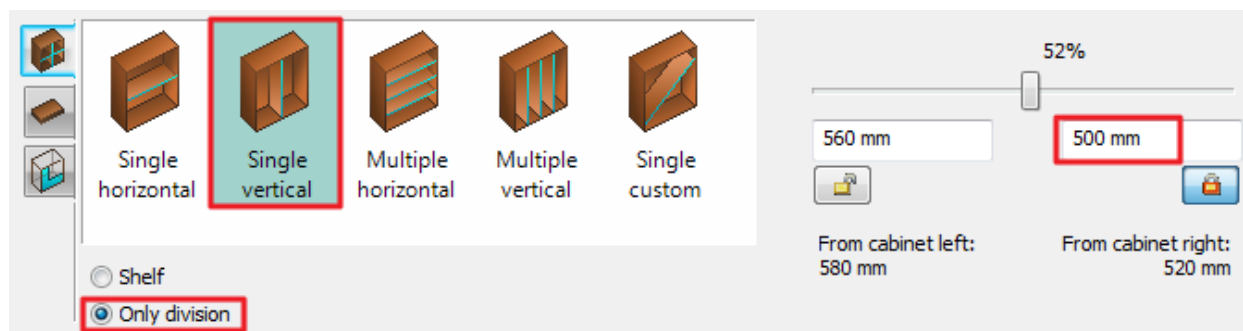 52%
560 mm
500 mm
Single
horizontal
Single
vertical
Multiple
horizontal
Multiple
vertical
Single
custom
From cabinet left:
580 mm
From cabinet right:
520 mm
Shelf
Only division